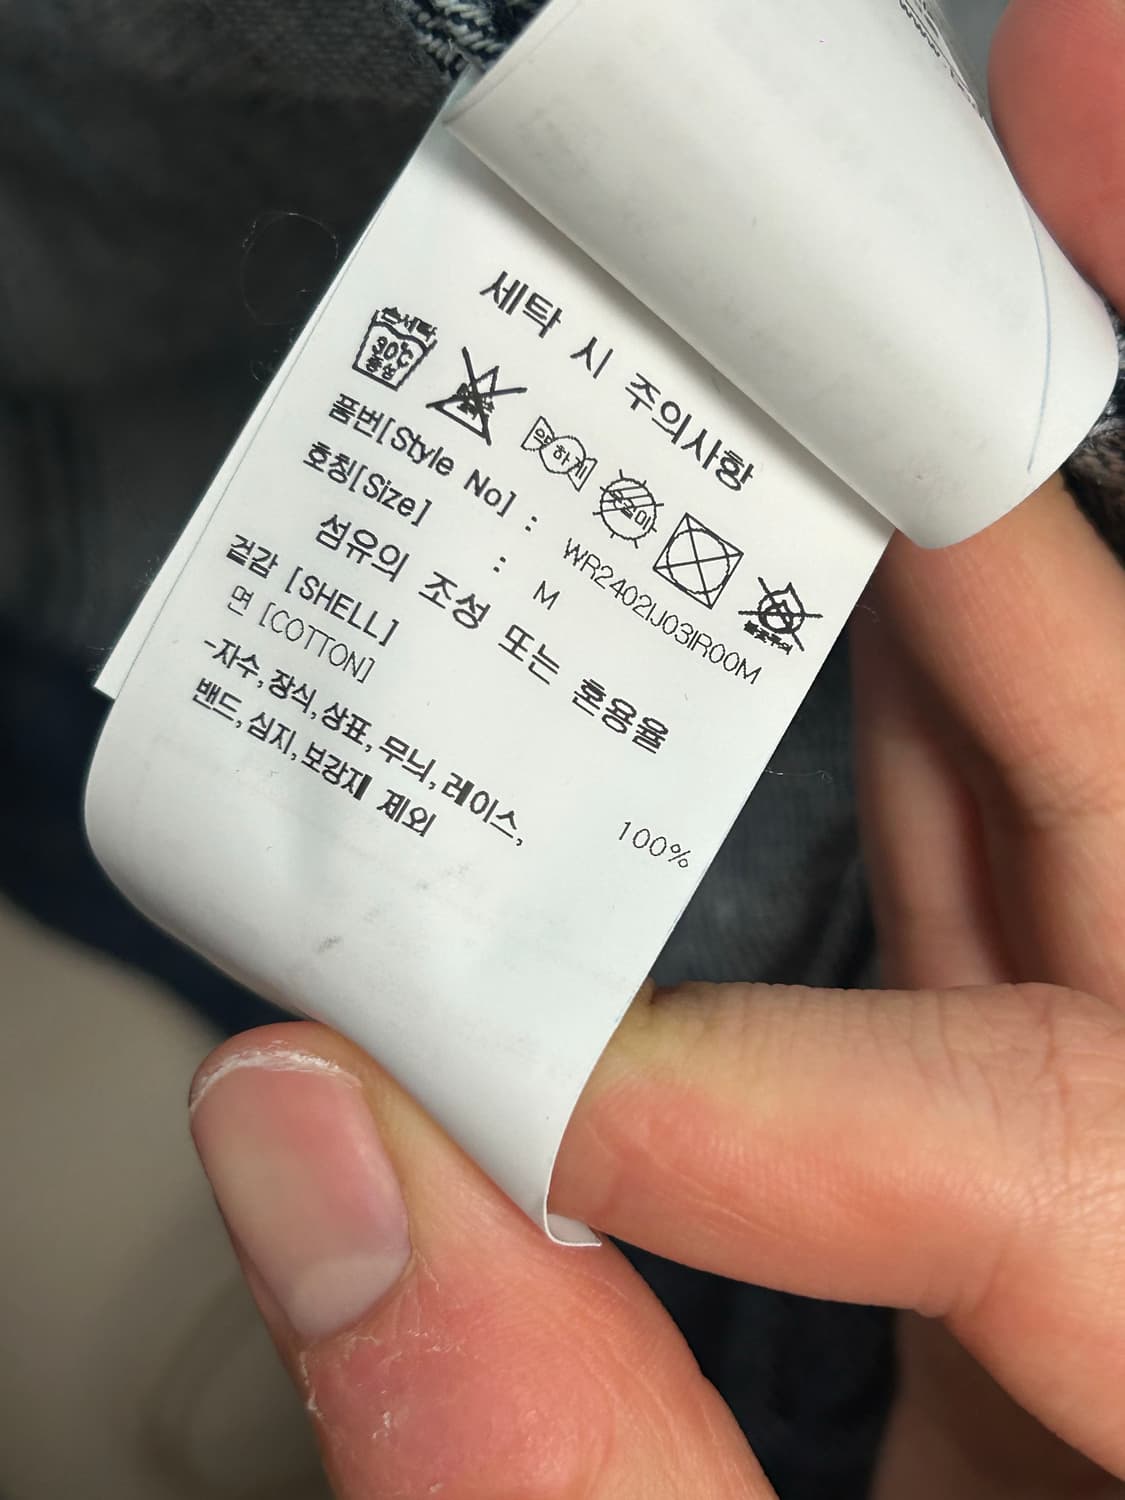 세탁 시 주의사항
손세탁
30℃
중성
약하게
품번[Style No] : WR2402IJ03IR00M
호칭[Size] : M
섬유의 조성 또는 혼용율
겉감 [SHELL]
면 [COTTON] 100%
-자수,장식,상표,무늬,레이스,
밴드,심지,보강재 제외